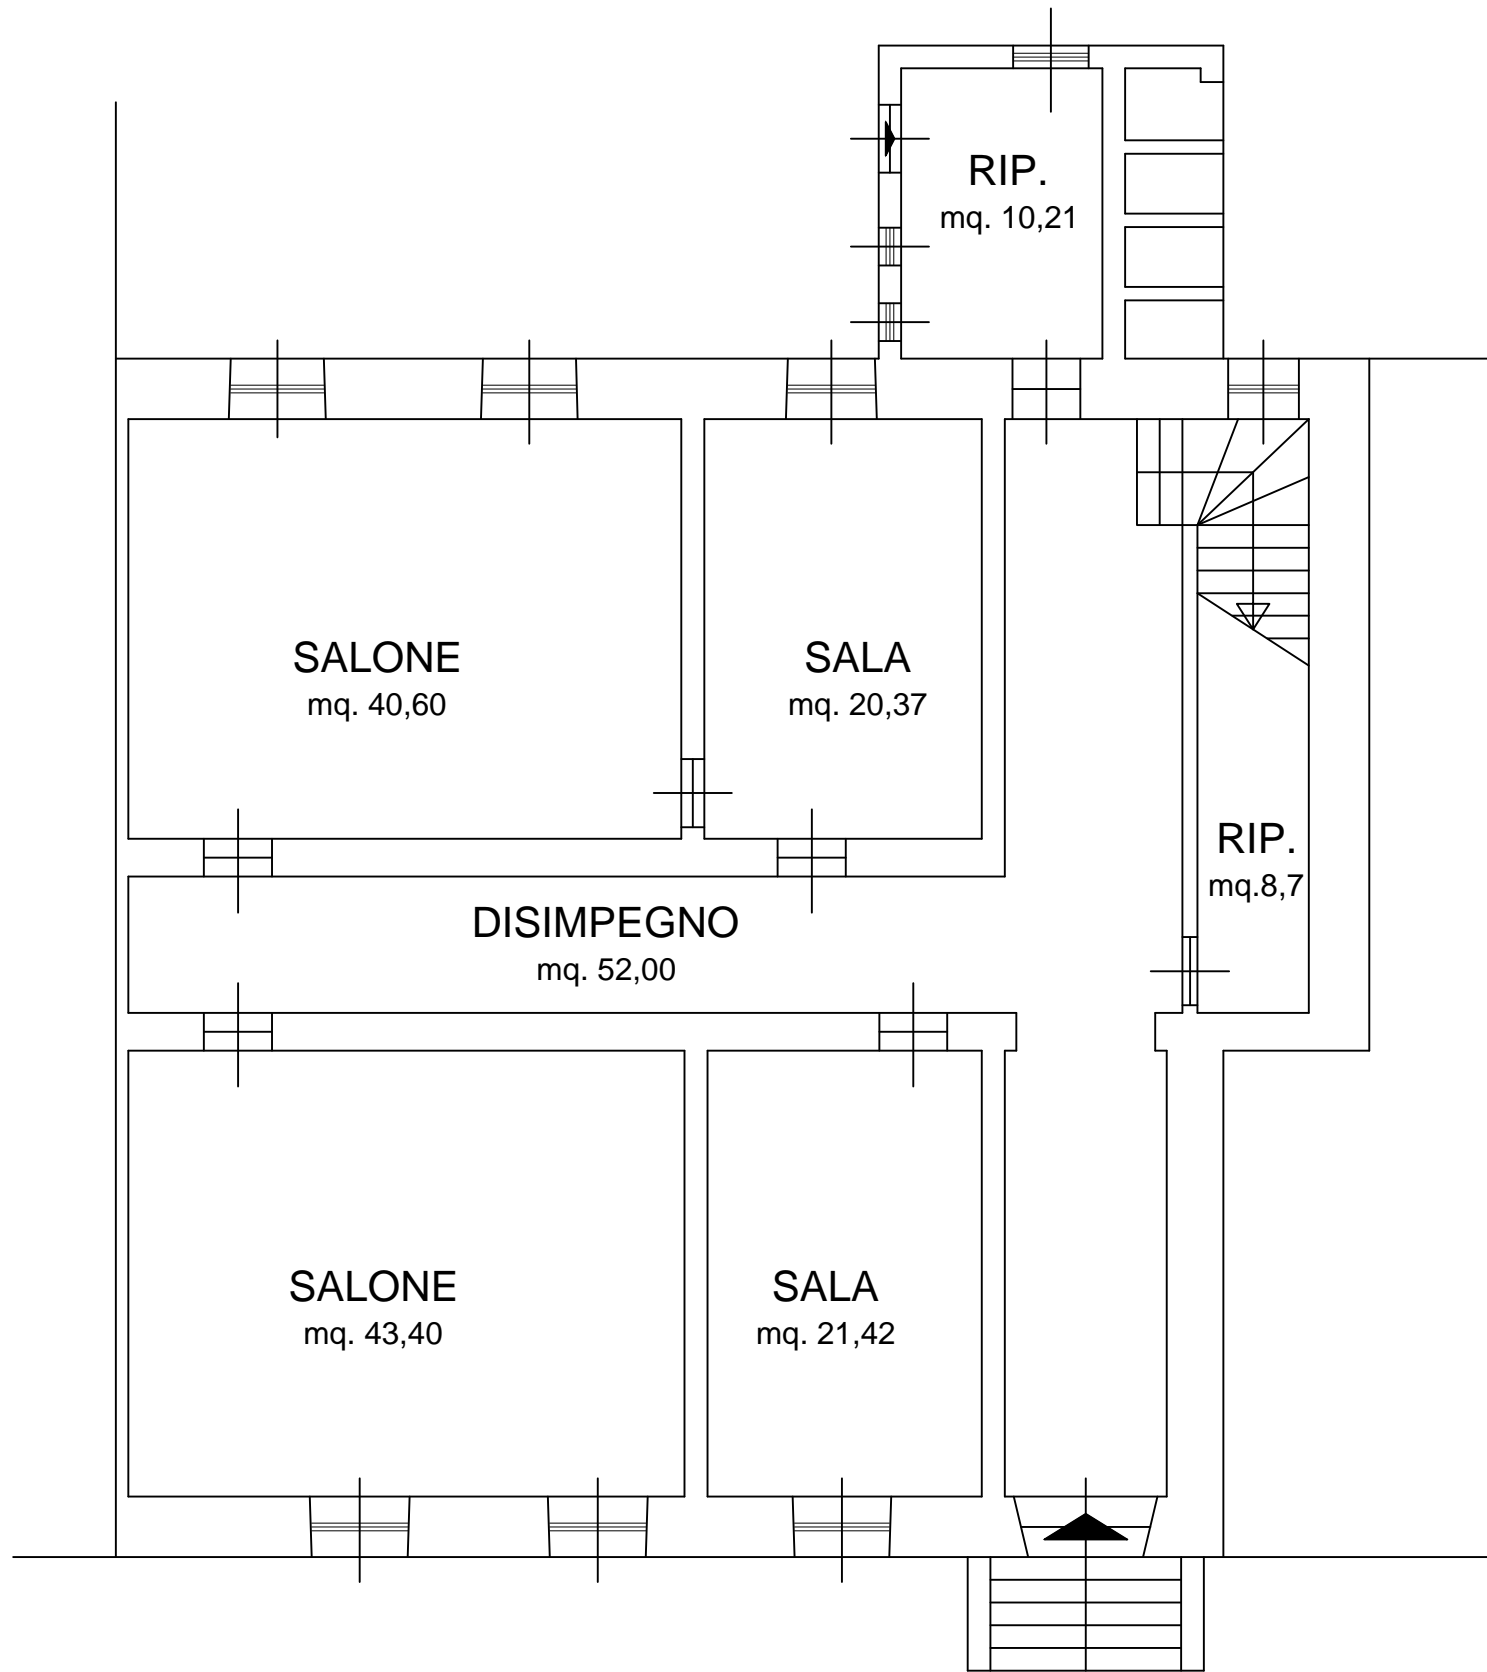 RIP.
mq. 10,21
SALONE
mq. 40,60
SALA
mq. 20,37
RIP.
mq.8,7
DISIMPEGNO
mq. 52,00
SALONE
mq. 43,40
SALA
mq. 21,42